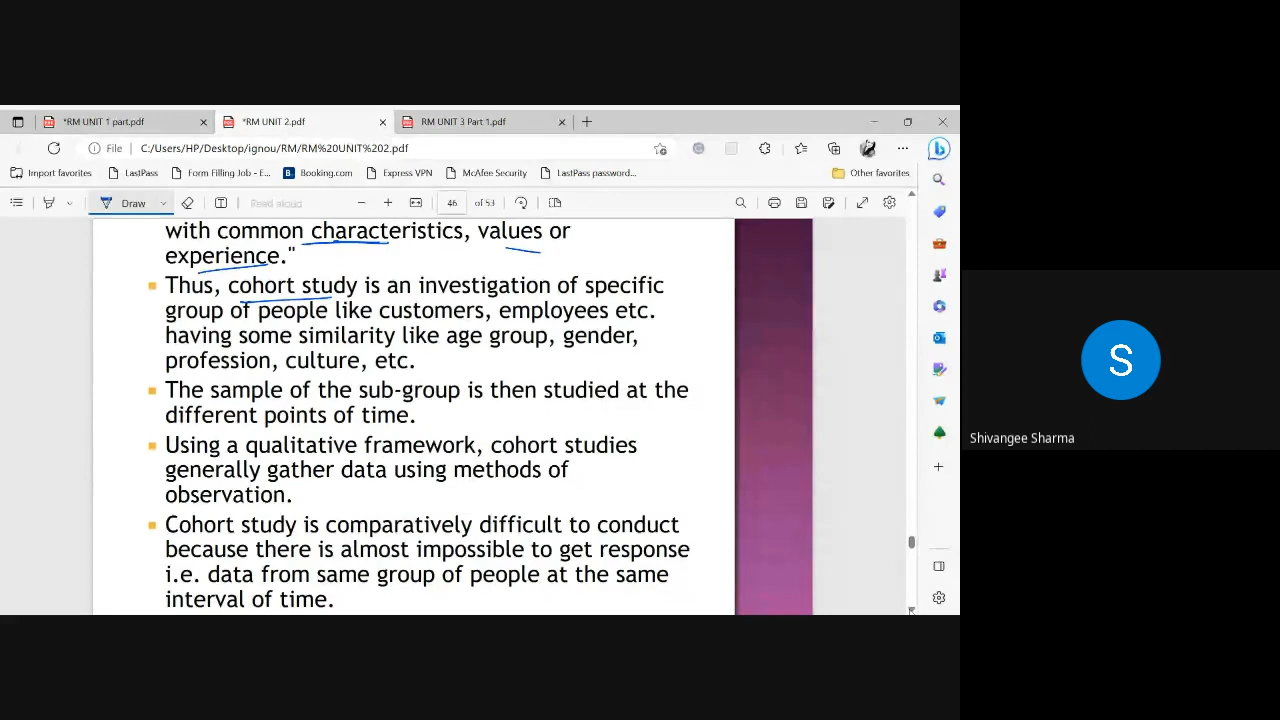 *RM UNIT 1 part.pdf
*RM UNIT 2.pdf
RM UNIT 3 Part 1.pdf
File
C:/Users/HP/Desktop/ignou/RM/RM%20UNIT%202.pdf
Import favorites
LastPass
Form Filling Job - E...
B Booking.com
Express VPN
McAfee Security
LastPass password...
Other favorites
Draw
Read aloud
46 of 53
with common characteristics, values or
experience."
Thus, cohort study is an investigation of specific
group of people like customers, employees etc.
having some similarity like age group, gender,
profession, culture, etc.
The sample of the sub-group is then studied at the
different points of time.
Using a qualitative framework, cohort studies
generally gather data using methods of
observation.
Cohort study is comparatively difficult to conduct
because there is almost impossible to get response
i.e. data from same group of people at the same
interval of time.
S
Shivangee Sharma